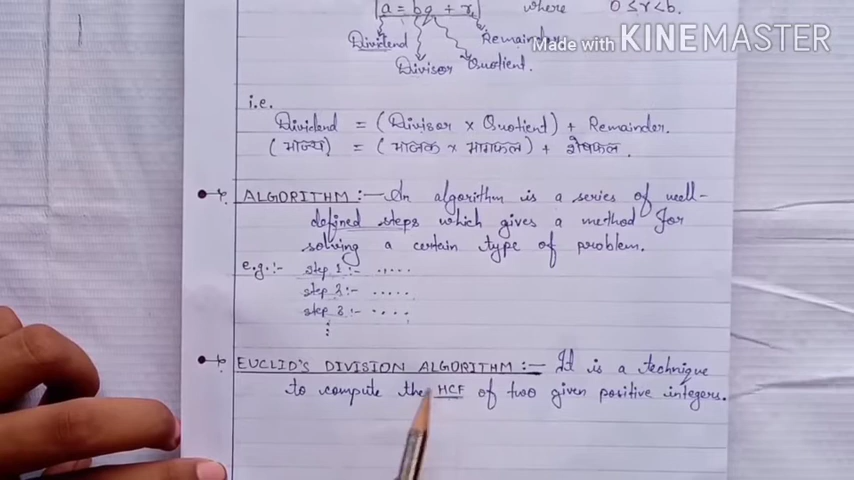 a = bq + r, where 0 ≤ r < b.
Dividend Remainder
Divisor Quotient.
Made with KINEMASTER
i.e.
Dividend = (Divisor x Quotient) + Remainder.
(भाज्य) = (भाजक x भागफल) + शेषफल.
ALGORITHM :— An algorithm is a series of well-
defined steps which gives a method for
solving a certain type of problem.
e.g.:- step 1:- .....
step 2:- .....
step 3:- ....
EUCLID'S DIVISION ALGORITHM :— It is a technique
to compute the HCF of two given positive integers.